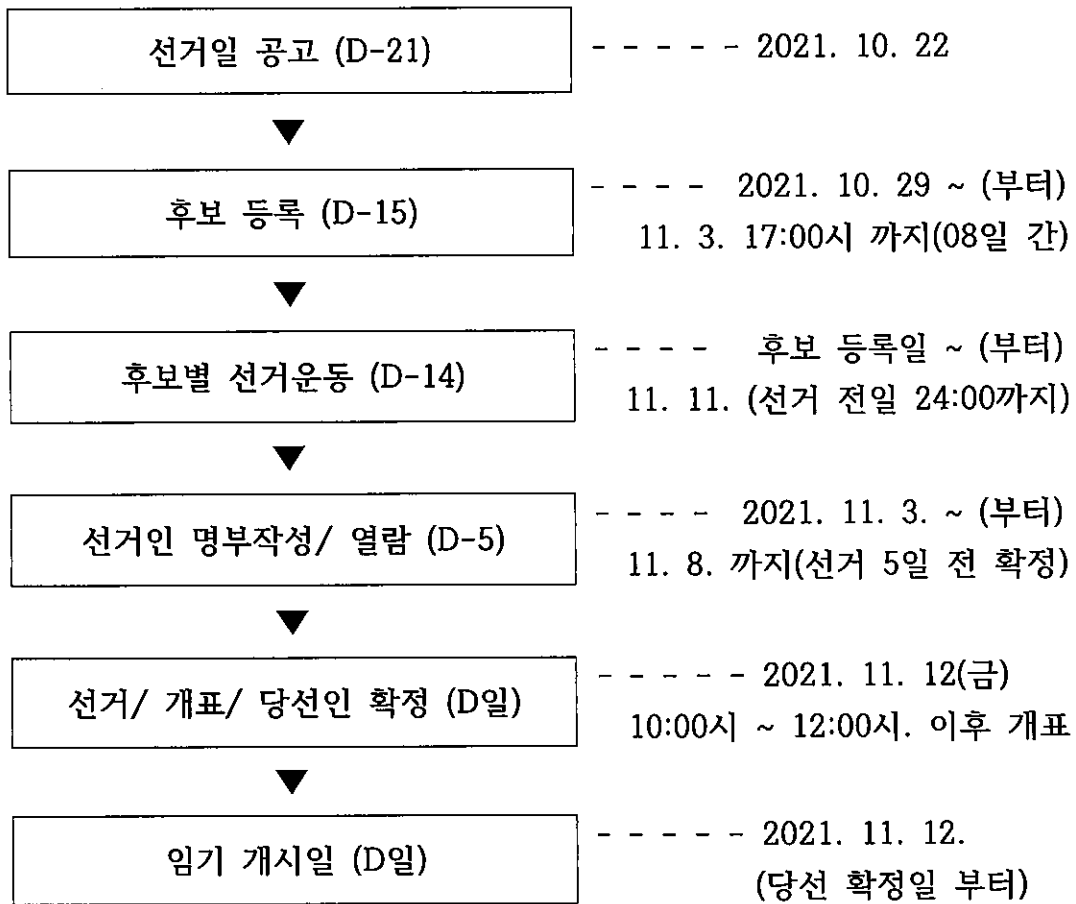 선거일 공고 (D-21) - - - - - 2021. 10. 22
▼
후보 등록 (D-15) - - - - 2021. 10. 29 ~ (부터)
11. 3. 17:00시 까지(08일 간)
▼
후보별 선거운동 (D-14) - - - - 후보 등록일 ~ (부터)
11. 11. (선거 전일 24:00까지)
▼
선거인 명부작성/ 열람 (D-5) - - - - 2021. 11. 3. ~ (부터)
11. 8. 까지(선거 5일 전 확정)
▼
선거/ 개표/ 당선인 확정 (D일) - - - - - 2021. 11. 12(금)
10:00시 ~ 12:00시. 이후 개표
▼
임기 개시일 (D일) - - - - - 2021. 11. 12.
(당선 확정일 부터)